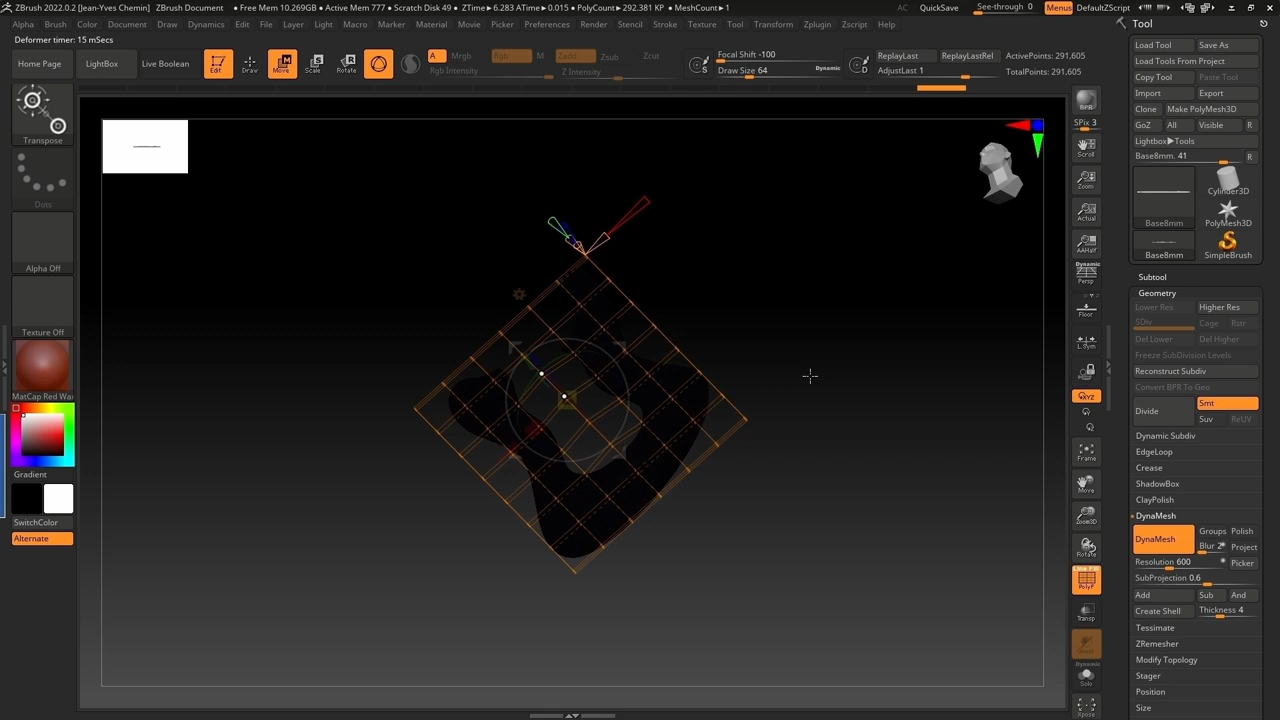 ZBrush 2022.0.2 [Jean-Yves Chemin] ZBrush Document • Free Mem 10.269GB • Active Mem 777 • Scratch Disk 49 • ZTime▸6.283 ATime▸0.015 • PolyCount▸ 292.381 KP • MeshCount▸1
AC QuickSave See-through 0 Menus DefaultZScript
Alpha Brush Color Document Draw Dynamics Edit File Layer Light Macro Marker Material Movie Picker Preferences Render Stencil Stroke Texture Tool Transform Zplugin Zscript Help
Deformer timer: 15 mSecs
Home Page LightBox Live Boolean Edit Draw Move Scale Rotate
A Mrgb Rgb M Zadd Zsub Zcut
Rgb Intensity Z Intensity
Focal Shift -100
Draw Size 64 Dynamic
S D
ReplayLast ReplayLastRel
AdjustLast 1
ActivePoints: 291,605
TotalPoints: 291,605
Transpose
Dots
Alpha Off
Texture Off
MatCap Red Wa
Gradient
SwitchColor
Alternate
BPR
SPix 3
Scroll
Zoom
Actual
AAHalf
Dynamic
Persp
Floor
L.Sym
XYZ
Frame
Move
Zoom3D
Rotate
Line Fill
PolyF
Transp
Ghost
Dynamic
Solo
Xpose
Tool
Load Tool Save As
Load Tools From Project
Copy Tool Paste Tool
Import Export
Clone Make PolyMesh3D
GoZ All Visible R
Lightbox▸Tools
Base8mm. 41 R
Base8mm Cylinder3D
PolyMesh3D
Base8mm SimpleBrush
Subtool
Geometry
Lower Res Higher Res
SDiv Cage Rstr
Del Lower Del Higher
Freeze SubDivision Levels
Reconstruct Subdiv
Convert BPR To Geo
Divide Smt
Suv ReUV
Dynamic Subdiv
EdgeLoop
Crease
ShadowBox
ClayPolish
DynaMesh
DynaMesh Groups Polish
Blur 2 Project
Resolution 600 Picker
SubProjection 0.6
Add Sub And
Create Shell Thickness 4
Tessimate
ZRemesher
Modify Topology
Stager
Position
Size